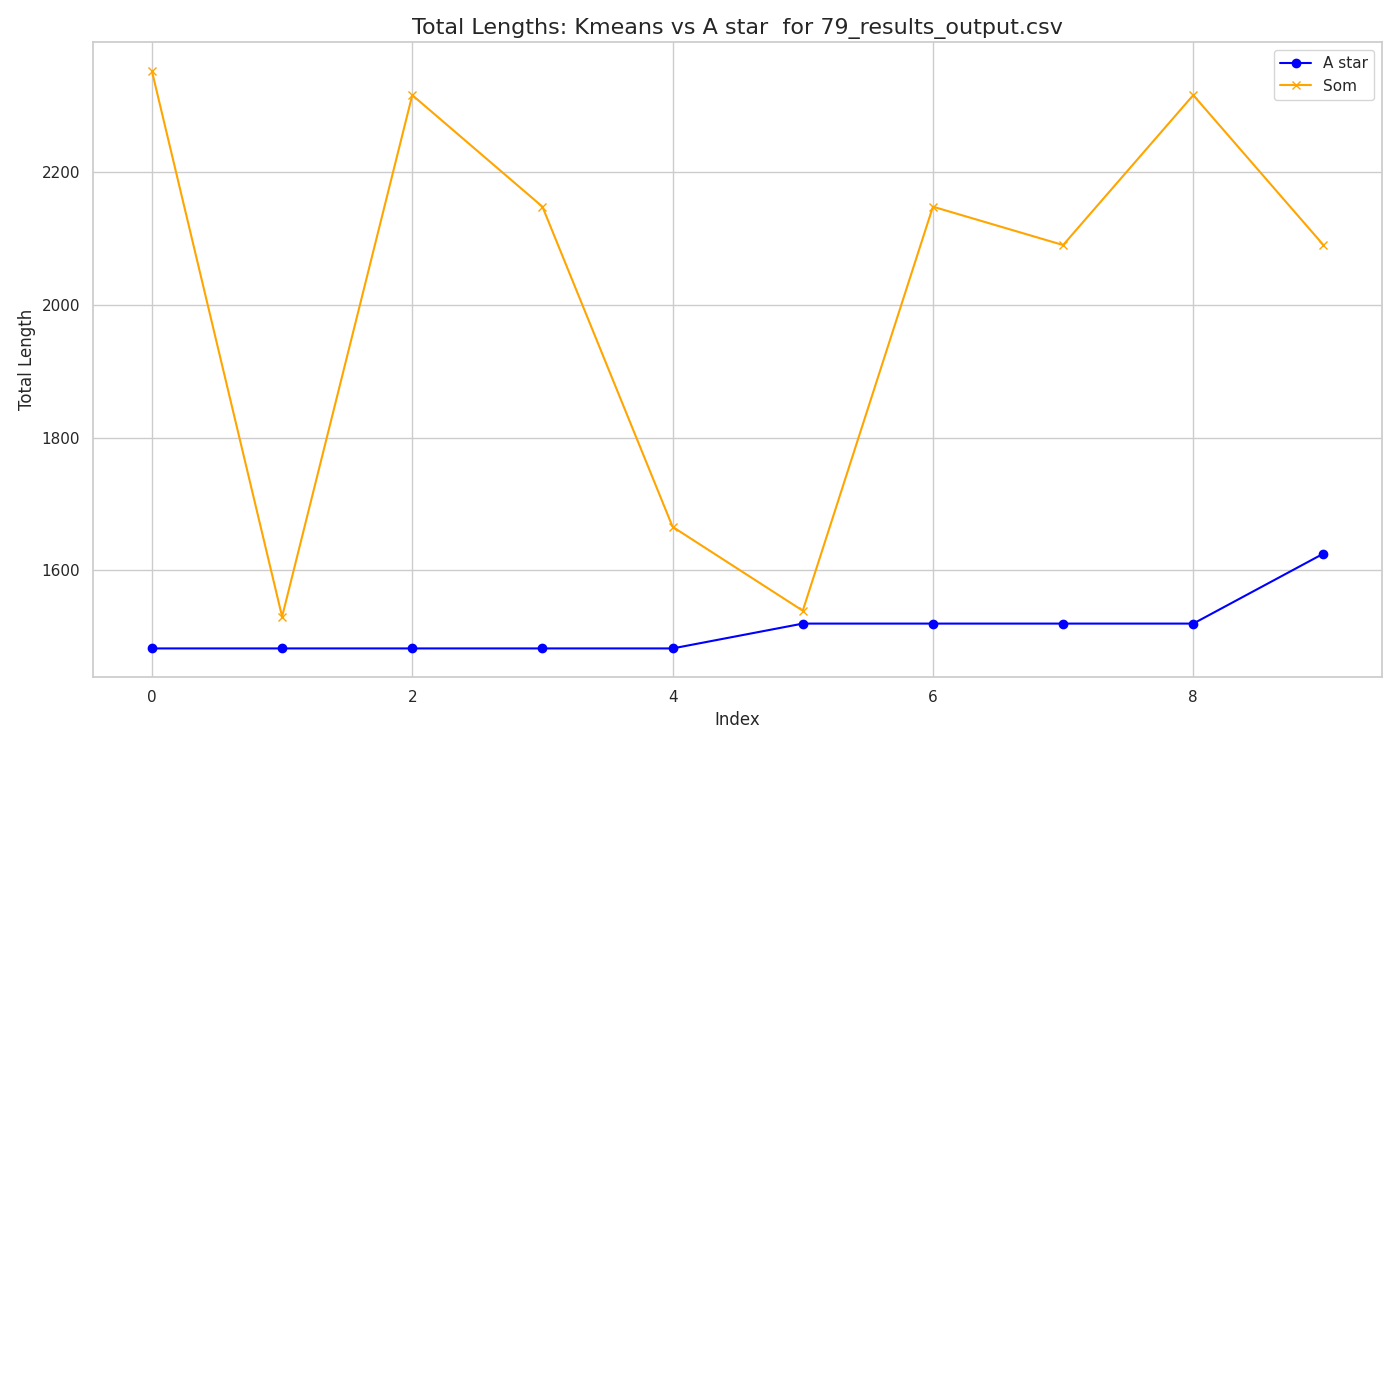 Total Lengths: Kmeans vs A star  for 79_results_output.csv
A star
Som
2200
2000
1800
1600
Total Length
0 2 4 6 8
Index